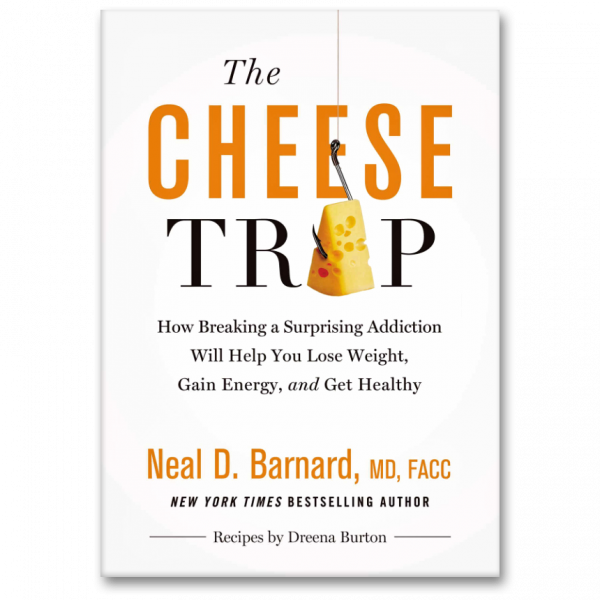 The
CHEESE
TRAP
How Breaking a Surprising Addiction
Will Help You Lose Weight,
Gain Energy, and Get Healthy
Neal D. Barnard, MD, FACC
NEW YORK TIMES BESTSELLING AUTHOR
Recipes by Dreena Burton